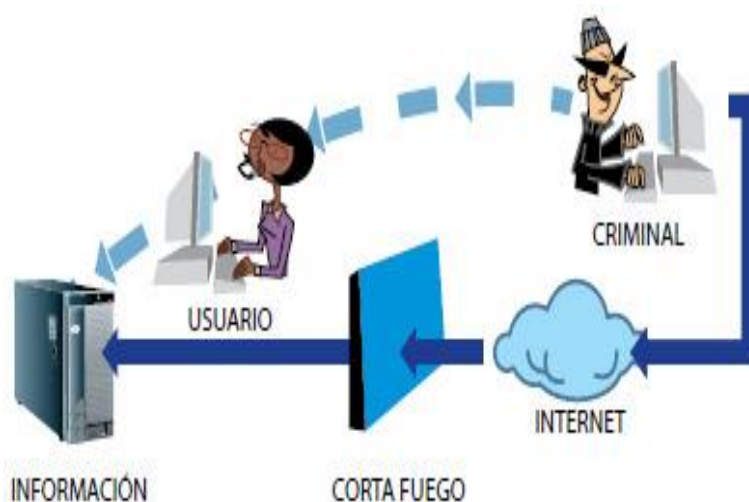 CRIMINAL
USUARIO
INTERNET
INFORMACIÓN
CORTA FUEGO